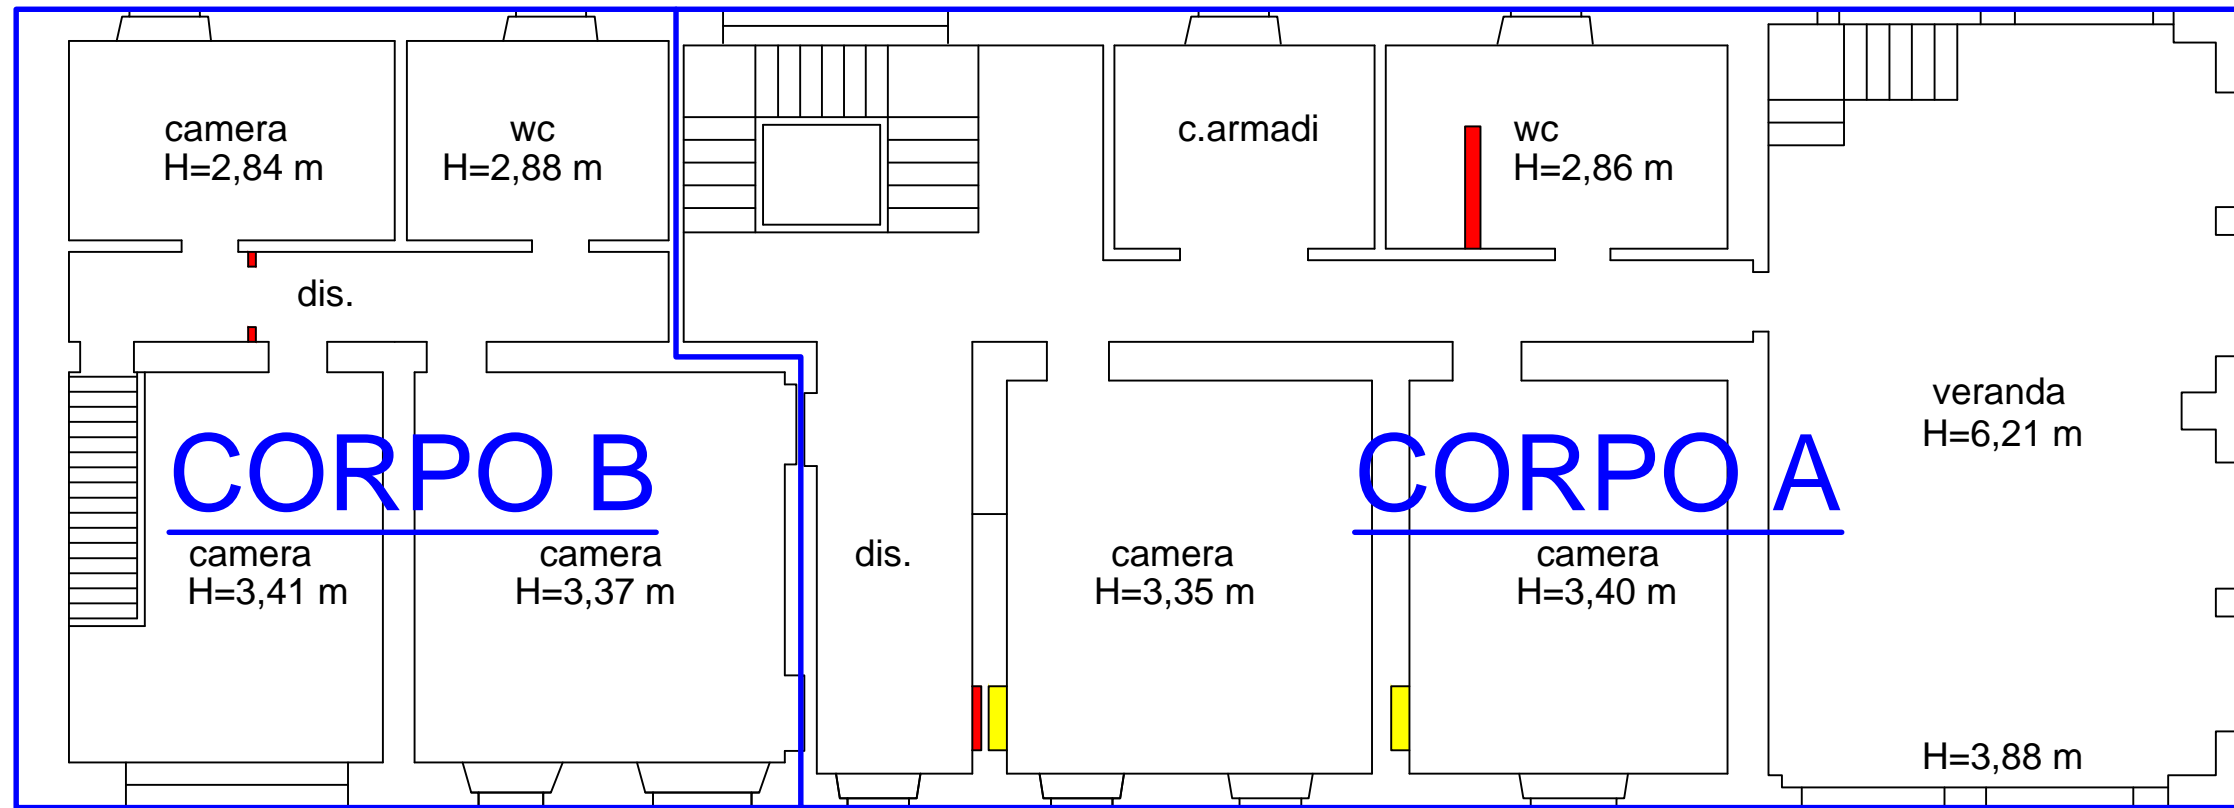 camera
H=2,84 m
wc
H=2,88 m
c.armadi
wc
H=2,86 m
dis.
veranda
H=6,21 m
CORPO B
CORPO A
camera
H=3,41 m
camera
H=3,37 m
dis.
camera
H=3,35 m
camera
H=3,40 m
H=3,88 m